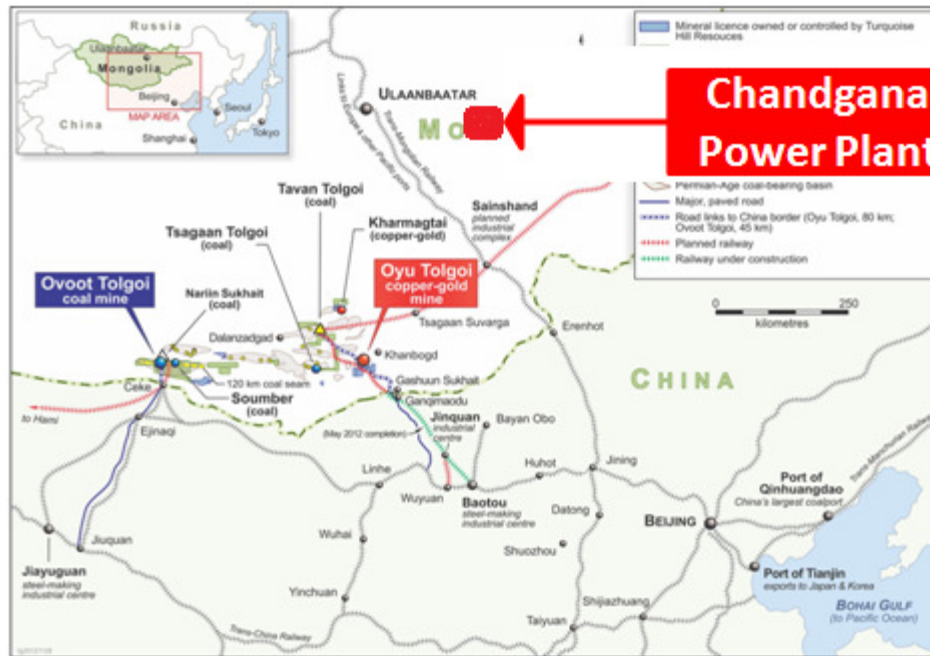 Russia
Ulaanbaatar
Mongolia
Beijing
MAP AREA
Seoul
China
Shanghai
Tokyo
Mineral licence owned or controlled by Turquoise
Hill Resouces
Chandgana
Power Plant
Permian-Age coal-bearing basin
Major, paved road
Road links to China border (Oyu Tolgoi, 80 km;
Ovoot Tolgoi, 45 km)
Planned railway
Railway under construction
0 250
kilometres
ULAANBAATAR
MO
Links to Europe & other Pacific ports
Trans-Mongolian Railway
Tavan Tolgoi
(coal)
Sainshand
planned
industrial
complex
Kharmagtai
(copper-gold)
Tsagaan Tolgoi
(coal)
Oyu Tolgoi
copper-gold
mine
Ovoot Tolgoi
coal mine
Nariin Sukhait
(coal)
Dalanzadgad
Tsagaan Suvarga
Erenhot
Khanbogd
120 km coal seam
Soumber
(coal)
Ceke
Gashuun Sukhait
Ganqimaodu
CHINA
to Hami
Ejinaqi
(May 2012 completion)
Jinquan
industrial
centre
Bayan Obo
Linhe
Wuyuan
Baotou
steel-making
industrial centre
Huhot
Jining
Trans-Manchurian Railway
Port of
Qinhuangdao
China's largest coalport
BEIJING
Datong
Wuhai
Shuozhou
Jiuquan
Jiayuguan
steel-making
industrial centre
Port of Tianjin
exports to Japan & Korea
Yinchuan
Shijiazhuang
BOHAI GULF
(to Pacific Ocean)
Taiyuan
Trans-China Railway